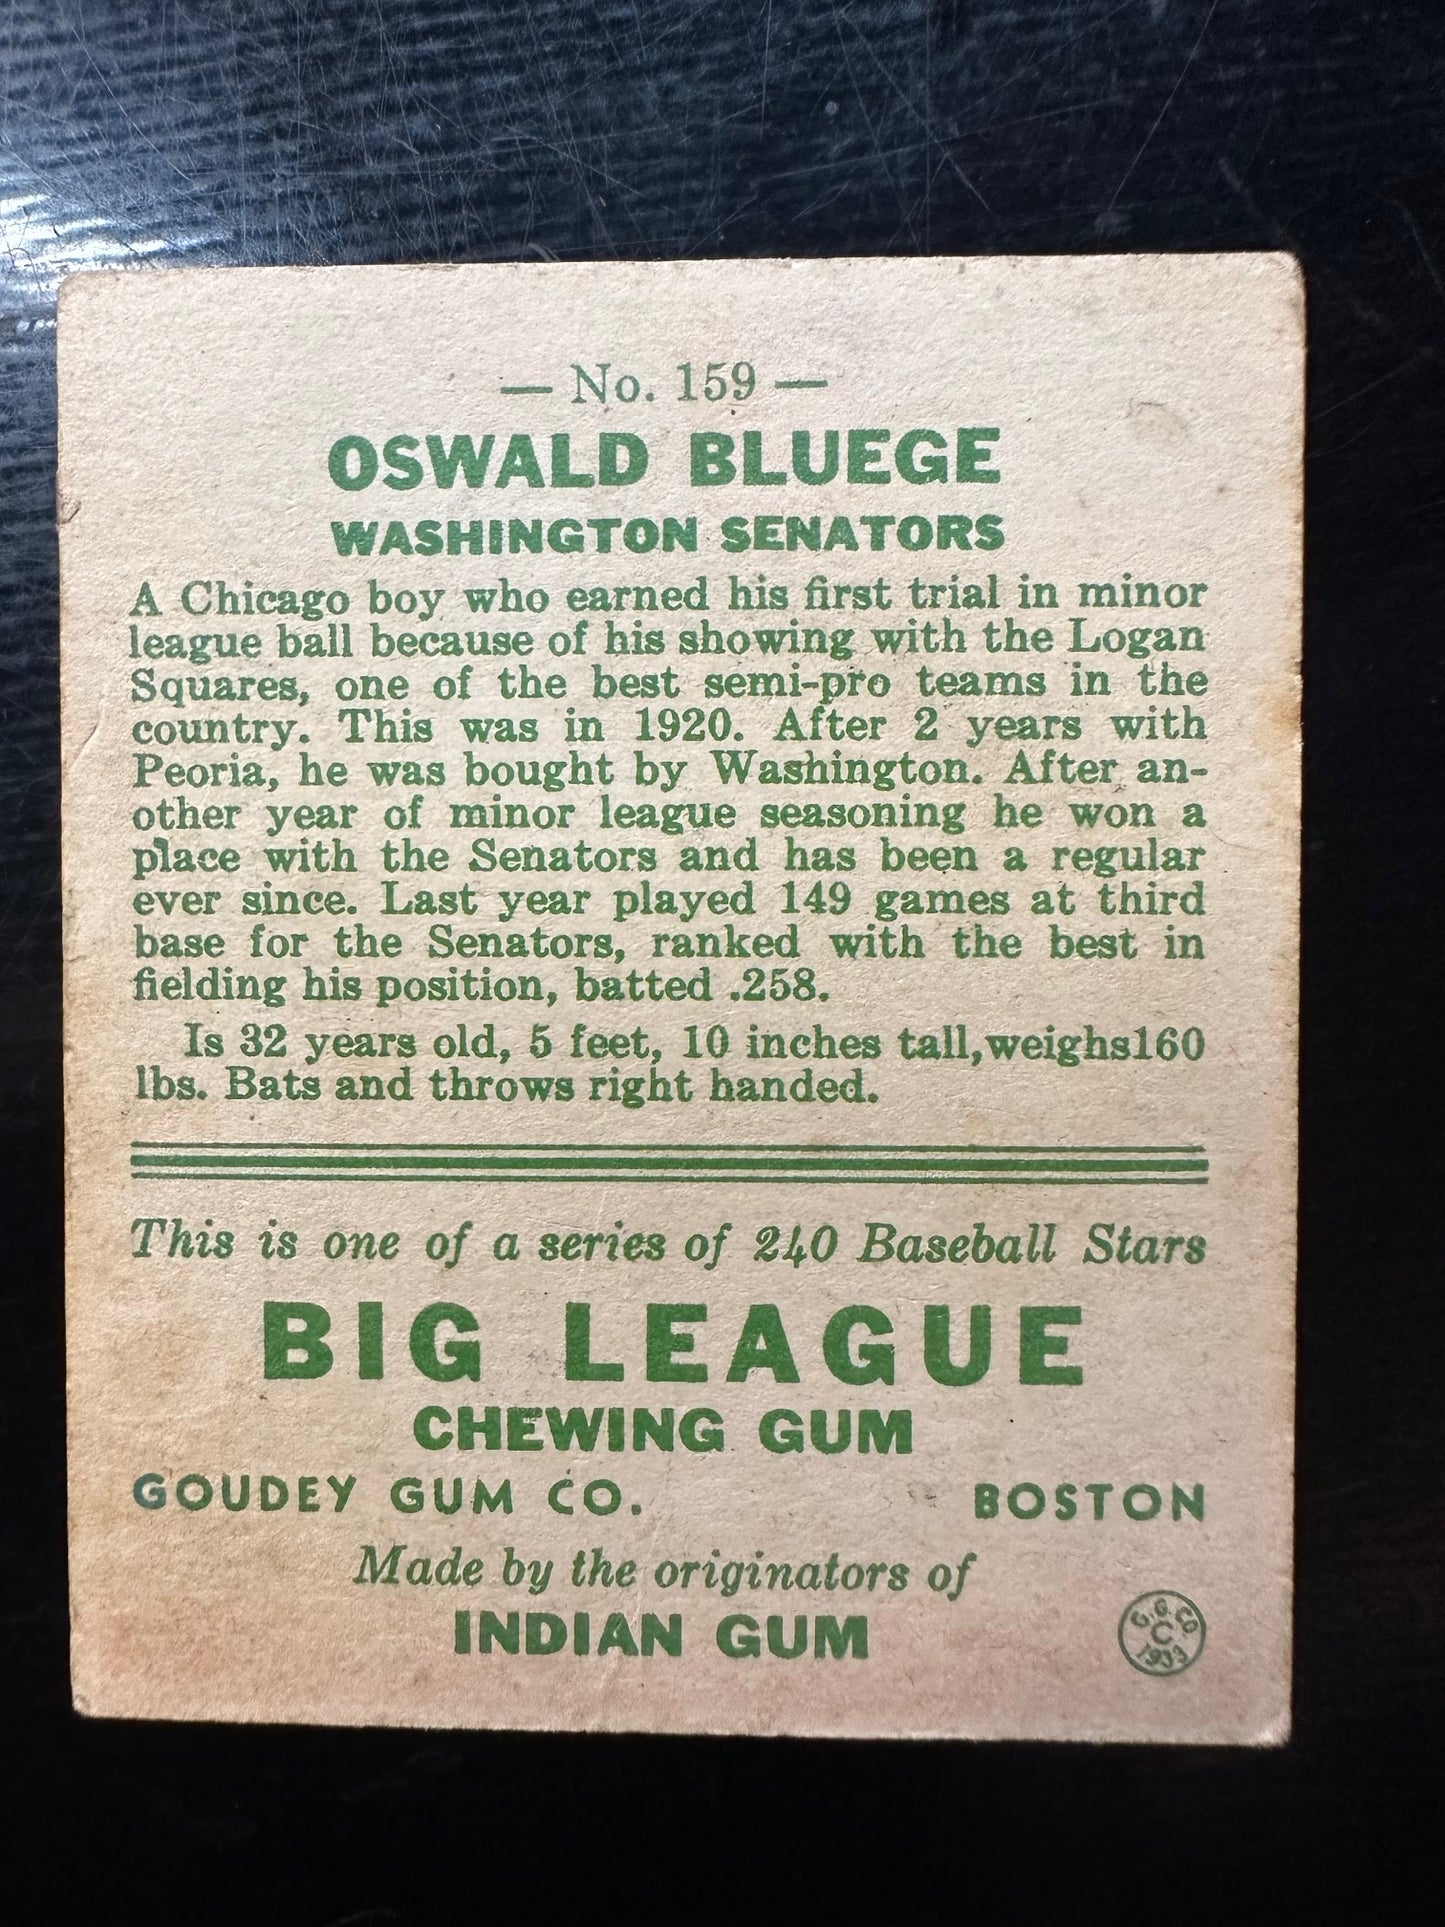 — No. 159 —
OSWALD BLUEGE
WASHINGTON SENATORS
A Chicago boy who earned his first trial in minor
league ball because of his showing with the Logan
Squares, one of the best semi-pro teams in the
country. This was in 1920. After 2 years with
Peoria, he was bought by Washington. After an-
other year of minor league seasoning he won a
place with the Senators and has been a regular
ever since. Last year played 149 games at third
base for the Senators, ranked with the best in
fielding his position, batted .258.
Is 32 years old, 5 feet, 10 inches tall,weighs160
lbs. Bats and throws right handed.
This is one of a series of 240 Baseball Stars
BIG LEAGUE
CHEWING GUM
GOUDEY GUM CO. BOSTON
Made by the originators of
INDIAN GUM
G. G. CO
C
1933